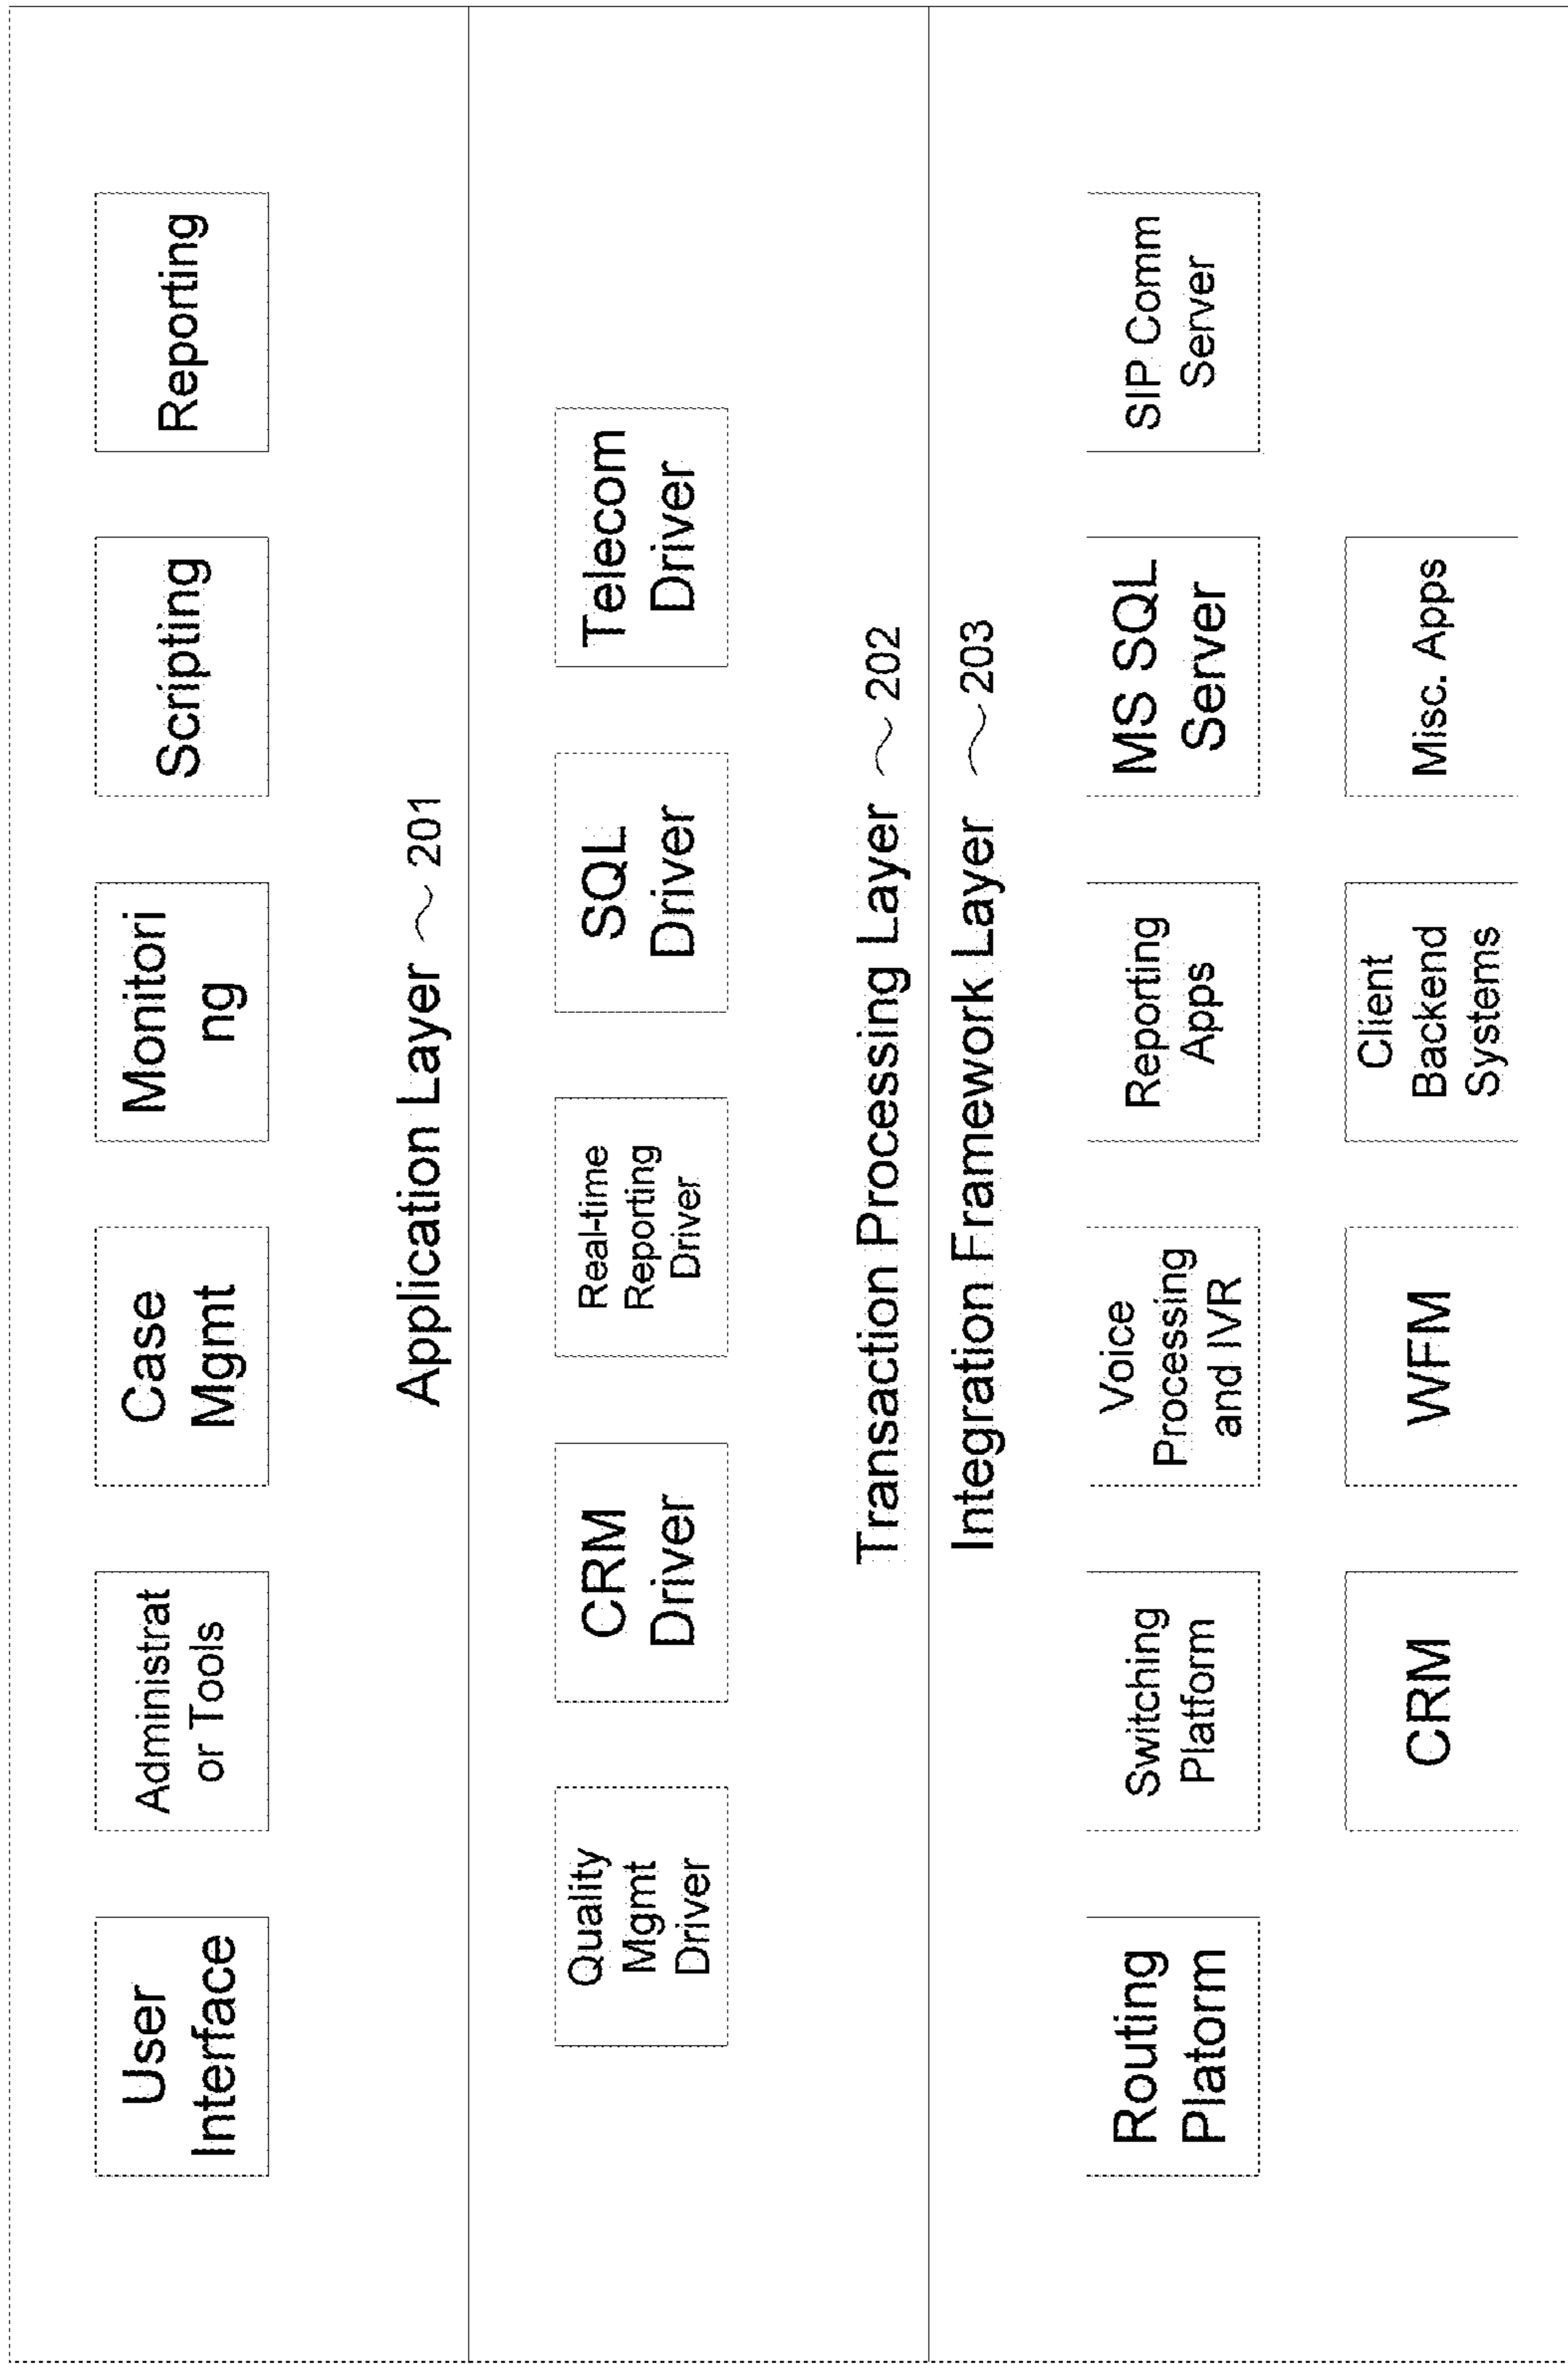 User
Interface
Administrat
or Tools
Case
Mgmt
Monitori
ng
Scripting
Reporting
Application Layer ~ 201
Quality
Mgmt
Driver
CRM
Driver
Real-time
Reporting
Driver
SQL
Driver
Telecom
Driver
Transaction Processing Layer ~ 202
Integration Framework Layer ~ 203
Routing
Platorm
Switching
Platform
Voice
Processing
and IVR
Reporting
Apps
MS SQL
Server
SIP Comm
Server
CRM
WFM
Client
Backend
Systems
Misc. Apps